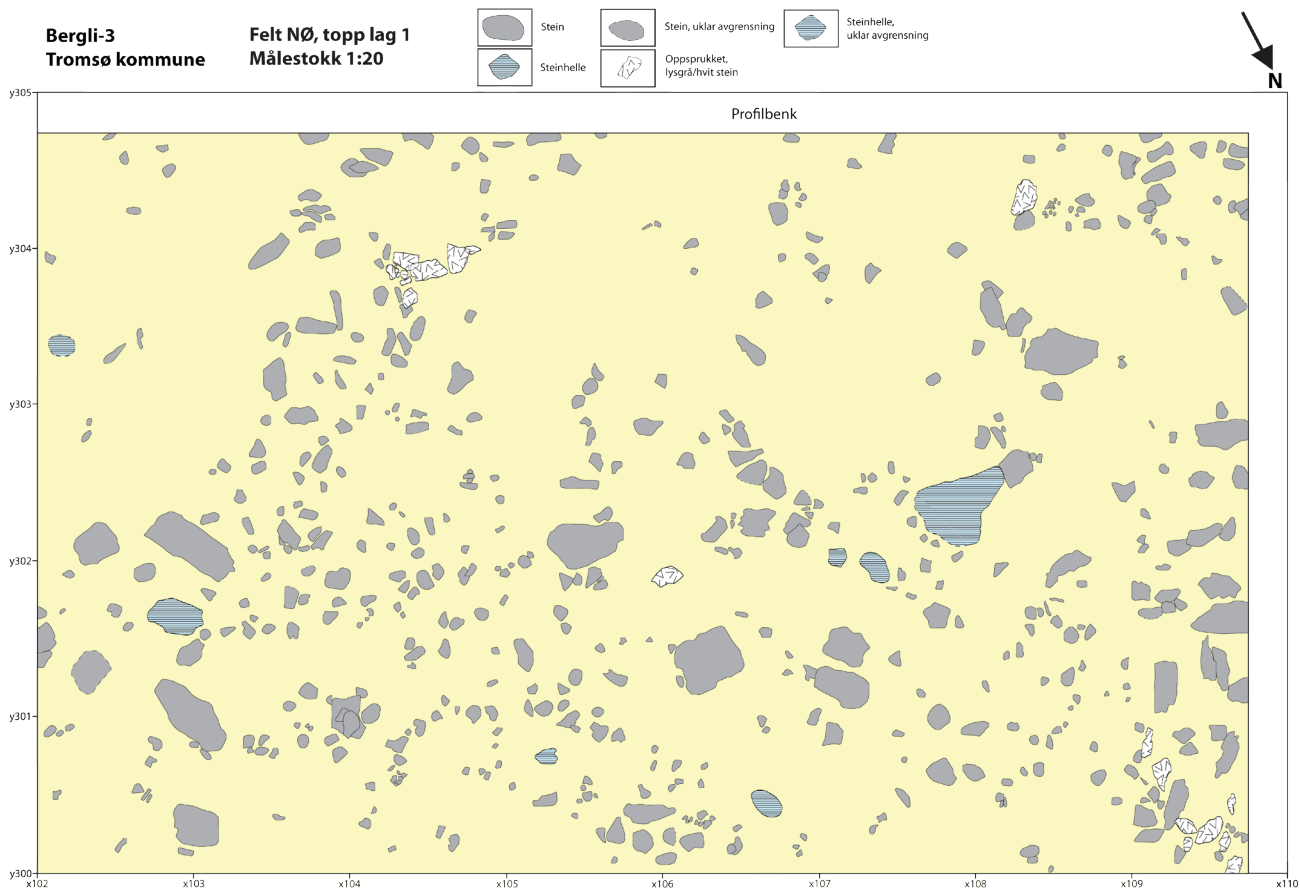 Bergli-3
Tromsø kommune
Felt NØ, topp lag 1
Målestokk 1:20
Stein
Stein, uklar avgrensning
Steinhelle,
uklar avgrensning
Steinhelle
Oppsprukket,
lysgrå/hvit stein
N
Profilbenk
y305
y304
y303
y302
y301
y300
x102
x103
x104
x105
x106
x107
x108
x109
x110